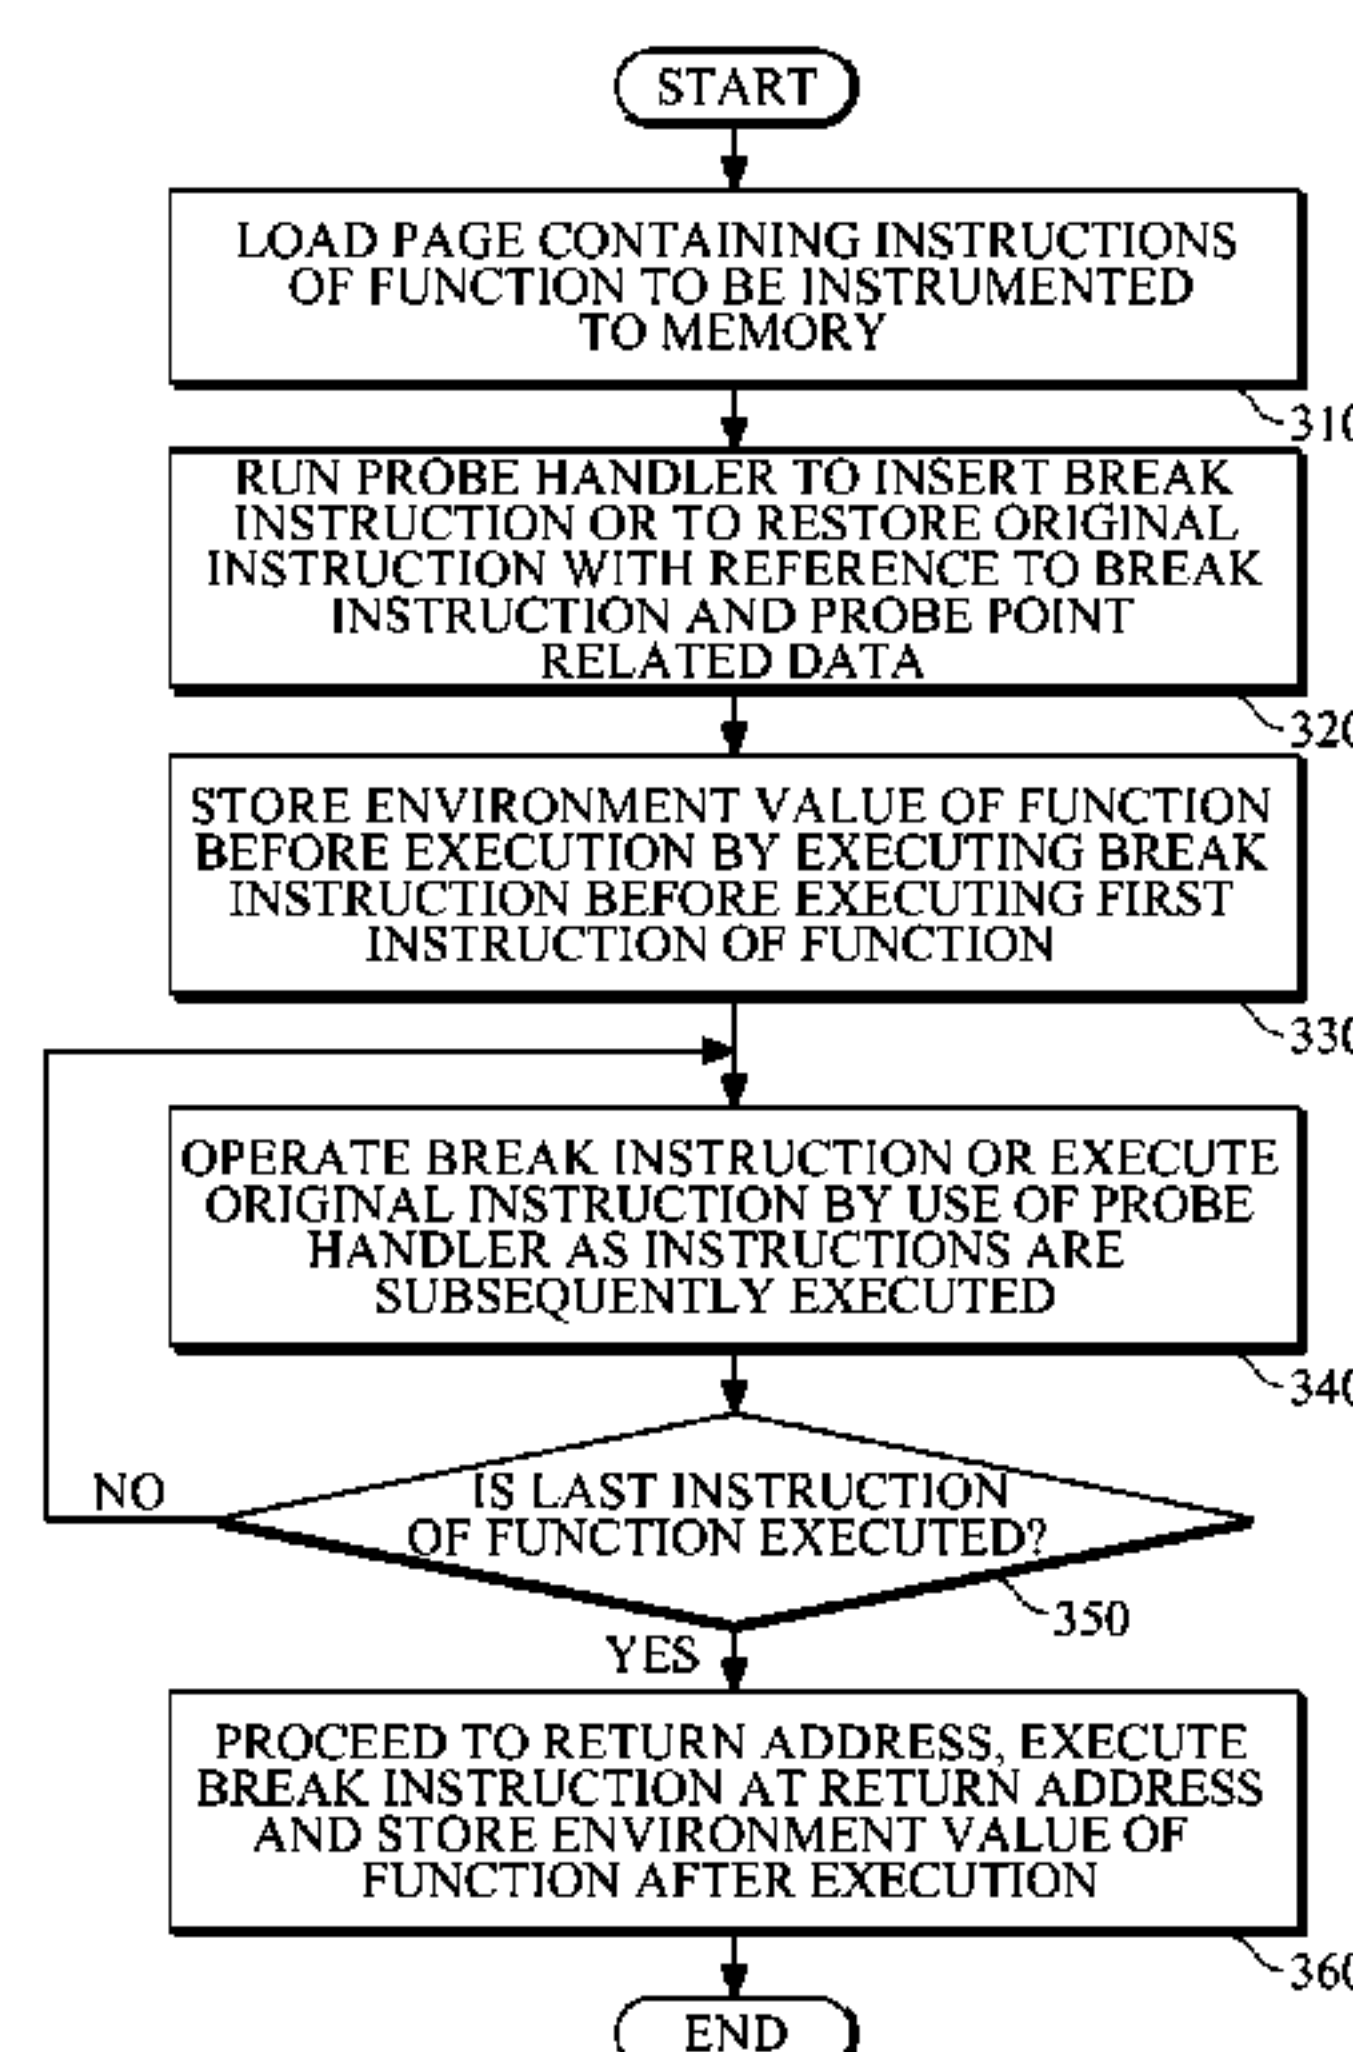 START
LOAD PAGE CONTAINING INSTRUCTIONS
OF FUNCTION TO BE INSTRUMENTED
TO MEMORY
310
RUN PROBE HANDLER TO INSERT BREAK
INSTRUCTION OR TO RESTORE ORIGINAL
INSTRUCTION WITH REFERENCE TO BREAK
INSTRUCTION AND PROBE POINT
RELATED DATA
320
STORE ENVIRONMENT VALUE OF FUNCTION
BEFORE EXECUTION BY EXECUTING BREAK
INSTRUCTION BEFORE EXECUTING FIRST
INSTRUCTION OF FUNCTION
330
OPERATE BREAK INSTRUCTION OR EXECUTE
ORIGINAL INSTRUCTION BY USE OF PROBE
HANDLER AS INSTRUCTIONS ARE
SUBSEQUENTLY EXECUTED
340
NO
IS LAST INSTRUCTION
OF FUNCTION EXECUTED?
350
YES
PROCEED TO RETURN ADDRESS, EXECUTE
BREAK INSTRUCTION AT RETURN ADDRESS
AND STORE ENVIRONMENT VALUE OF
FUNCTION AFTER EXECUTION
360
END